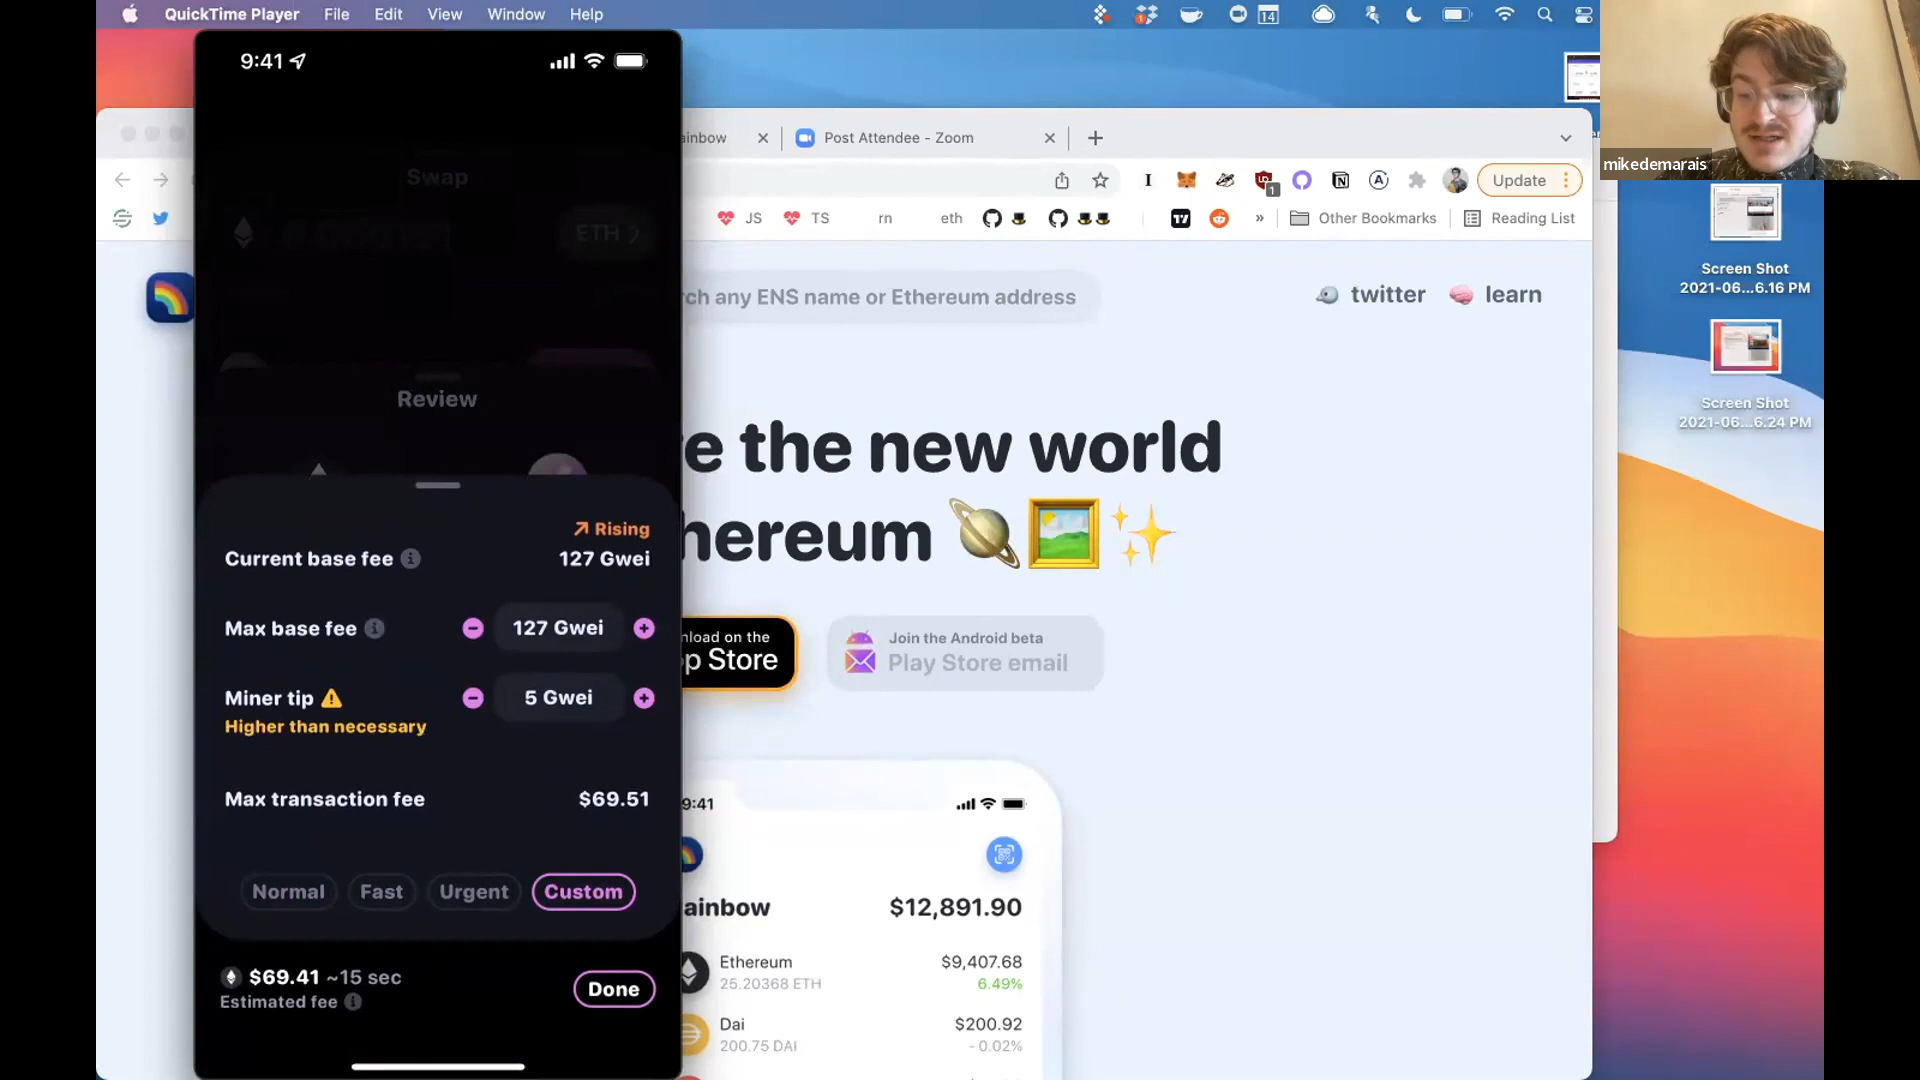 QuickTime Player File Edit View Window Help
14
9:41
Swap
ETH
Review
Rising
Current base fee 127 Gwei
Max base fee 127 Gwei
Miner tip 5 Gwei
Higher than necessary
Max transaction fee $69.51
Normal Fast Urgent Custom
$69.41 ~15 sec
Estimated fee
Done
ainbow Post Attendee - Zoom
Update
JS TS rn eth Other Bookmarks Reading List
rch any ENS name or Ethereum address
twitter learn
e the new world
hereum
nload on the
p Store
Join the Android beta
Play Store email
9:41
ainbow $12,891.90
Ethereum $9,407.68
25.20368 ETH 6.49%
Dai $200.92
200.75 DAI - 0.02%
mikedemarais
Screen Shot
2021-06...6.16 PM
Screen Shot
2021-06...6.24 PM